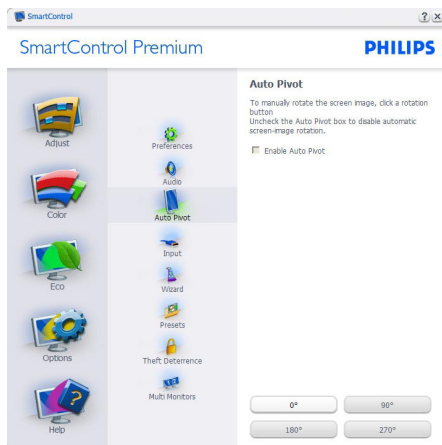 SmartControl
SmartControl Premium
PHILIPS
Adjust
Color
Eco
Options
Help
Preferences
Audio
Auto Pivot
Input
Wizard
Presets
Theft Deterrence
Multi Monitors
Auto Pivot
To manually rotate the screen image, click a rotation
button
Uncheck the Auto Pivot box to disable automatic
screen-image rotation.
Enable Auto Pivot
0°
90°
180°
270°